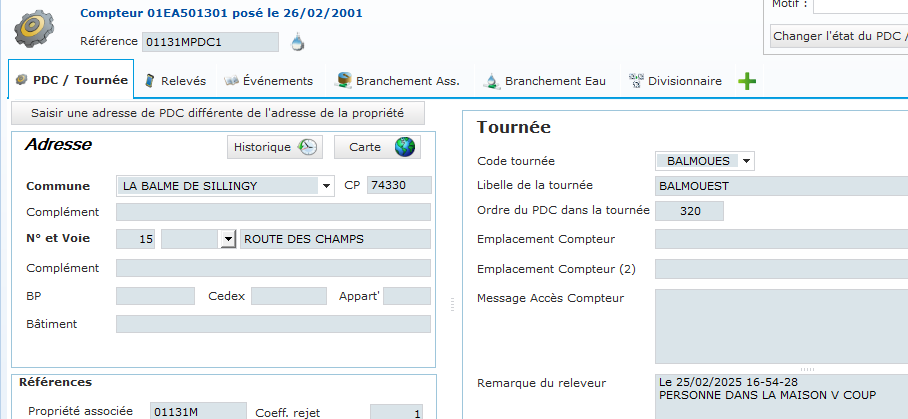 Compteur 01EA501301 posé le 26/02/2001
Motif :
Référence 01131MPDC1
Changer l'état du PDC /
PDC / Tournée Relevés Événements Branchement Ass. Branchement Eau Divisionnaire
Saisir une adresse de PDC différente de l'adresse de la propriété
Adresse Historique Carte
Commune LA BALME DE SILLINGY CP 74330
Complément
N° et Voie 15 ROUTE DES CHAMPS
Complément
BP Cedex Appart'
Bâtiment
Références
Propriété associée 01131M Coeff. rejet 1
Tournée
Code tournée BALMOUES
Libelle de la tournée BALMOUEST
Ordre du PDC dans la tournée 320
Emplacement Compteur
Emplacement Compteur (2)
Message Accès Compteur
Remarque du releveur Le 25/02/2025 16-54-28
PERSONNE DANS LA MAISON V COUP